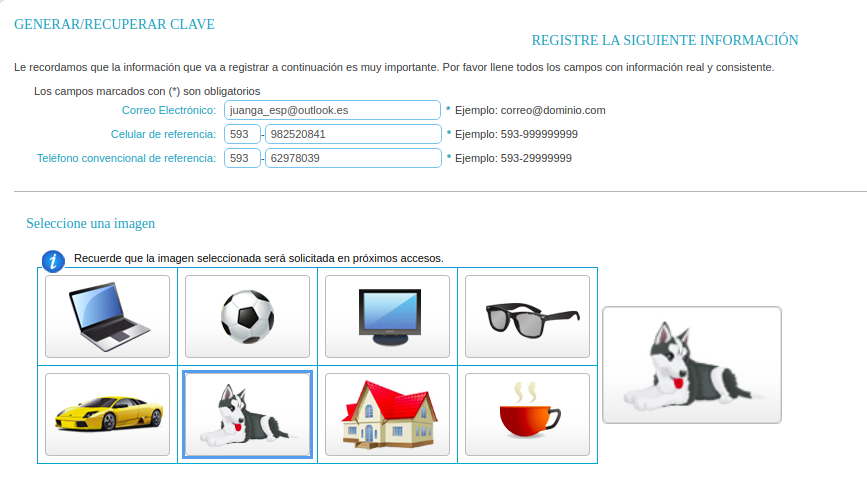 GENERAR/RECUPERAR CLAVE
REGISTRE LA SIGUIENTE INFORMACIÓN
Le recordamos que la información que va a registrar a continuación es muy importante. Por favor llene todos los campos con información real y consistente.
Los campos marcados con (*) son obligatorios
Correo Electrónico: juanga_esp@outlook.es * Ejemplo: correo@dominio.com
Celular de referencia: 593 - 982520841 * Ejemplo: 593-999999999
Teléfono convencional de referencia: 593 - 62978039 * Ejemplo: 593-29999999
Seleccione una imagen
i Recuerde que la imagen seleccionada será solicitada en próximos accesos.